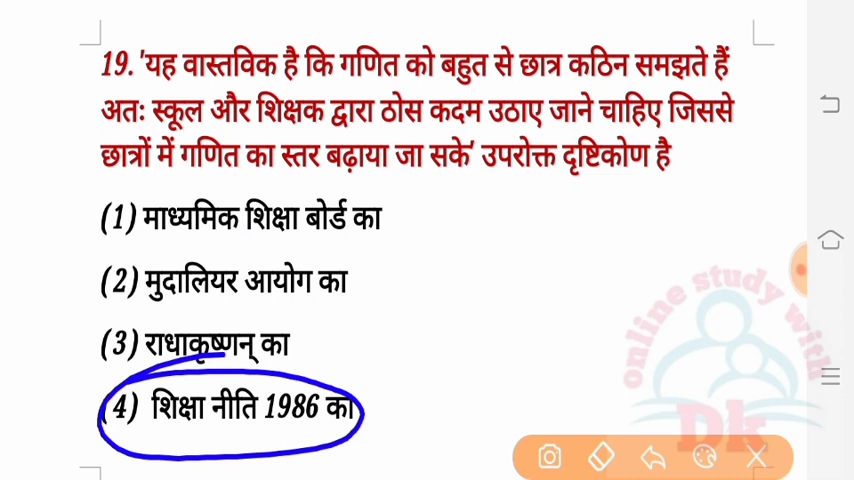 19. 'यह वास्तविक है कि गणित को बहुत से छात्र कठिन समझते हैं
अतः स्कूल और शिक्षक द्वारा ठोस कदम उठाए जाने चाहिए जिससे
छात्रों में गणित का स्तर बढ़ाया जा सके' उपरोक्त दृष्टिकोण है
(1) माध्यमिक शिक्षा बोर्ड का
(2) मुदालियर आयोग का
(3) राधाकृष्णन् का
(4) शिक्षा नीति 1986 का
online study with
Dk